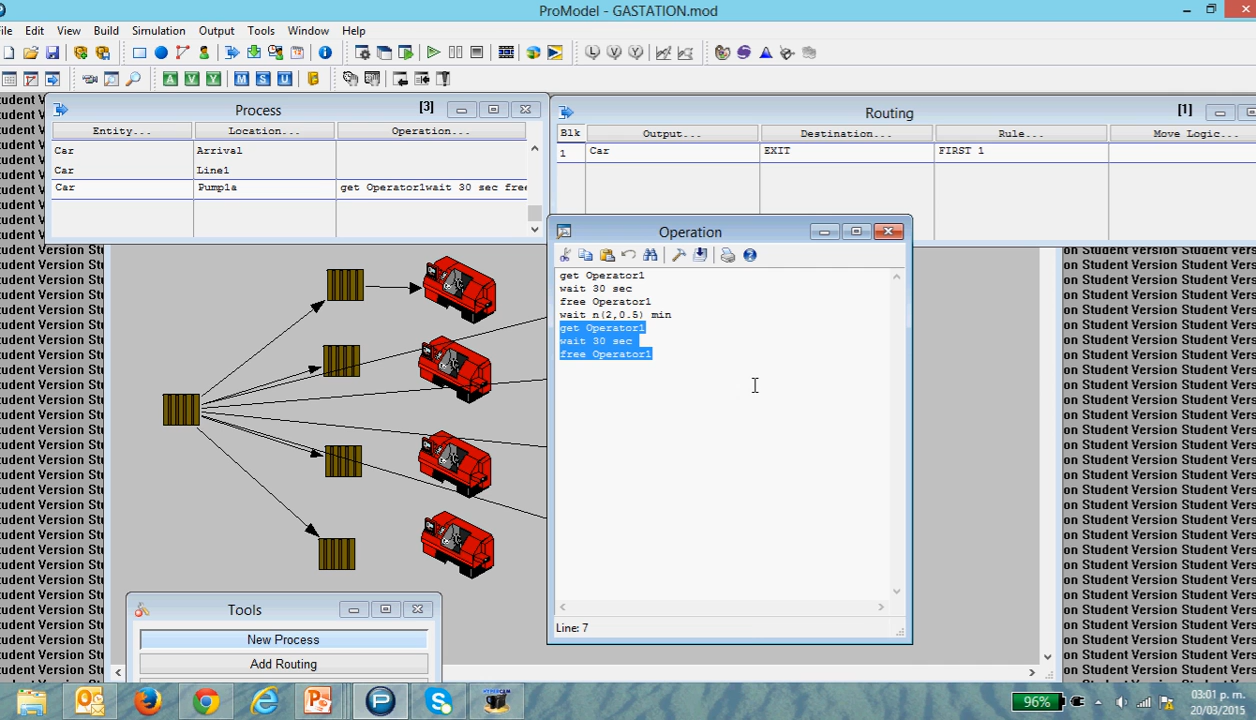 ProModel - GASTATION.mod
File Edit View Build Simulation Output Tools Window Help
Process [3]
Entity... Location... Operation...
Car Arrival
Car Line1
Car Pump1a get Operator1wait 30 sec free
Routing [1]
Blk Output... Destination... Rule... Move Logic...
1 Car EXIT FIRST 1
Operation
get Operator1
wait 30 sec
free Operator1
wait n(2,0.5) min
get Operator1
wait 30 sec
free Operator1
Line: 7
Tools
New Process
Add Routing
96%
03:01 p. m.
20/03/2015